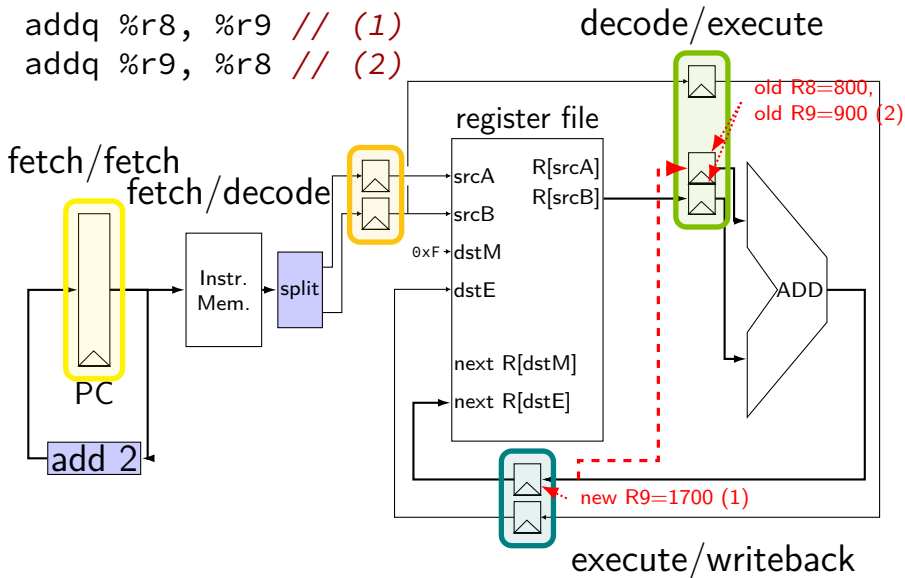 addq %r8, %r9 // (1)
addq %r9, %r8 // (2)
decode/execute
old R8=800,
old R9=900 (2)
register file
fetch/fetch
fetch/decode
srcA
R[srcA]
R[srcB]
srcB
0xF
dstM
dstE
Instr.
Mem.
split
ADD
next R[dstM]
next R[dstE]
PC
add 2
new R9=1700 (1)
execute/writeback